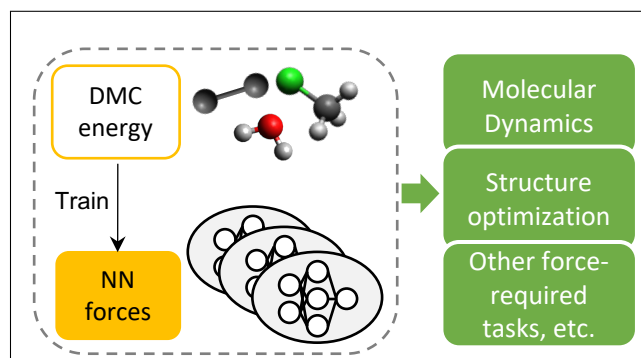 DMC
energy
Train
NN
forces
Molecular
Dynamics
Structure
optimization
Other force-
required
tasks, etc.